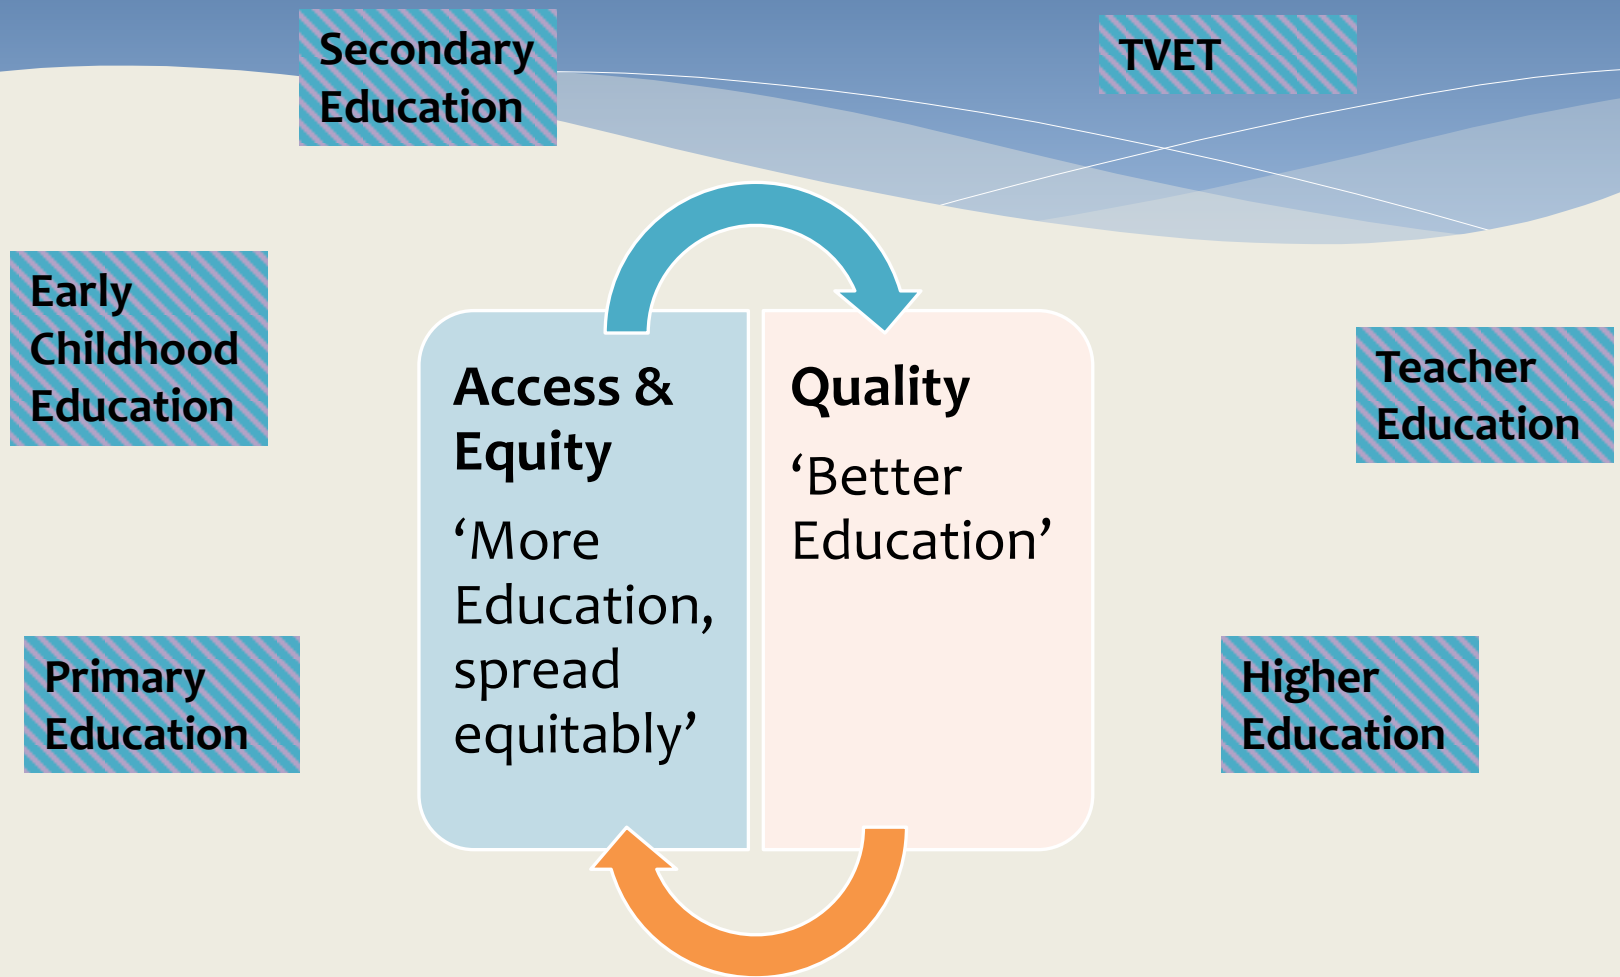 Secondary
Education
TVET
Early
Childhood
Education
Access &
Equity
‘More
Education,
spread
equitably’
Quality
‘Better
Education’
Teacher
Education
Primary
Education
Higher
Education